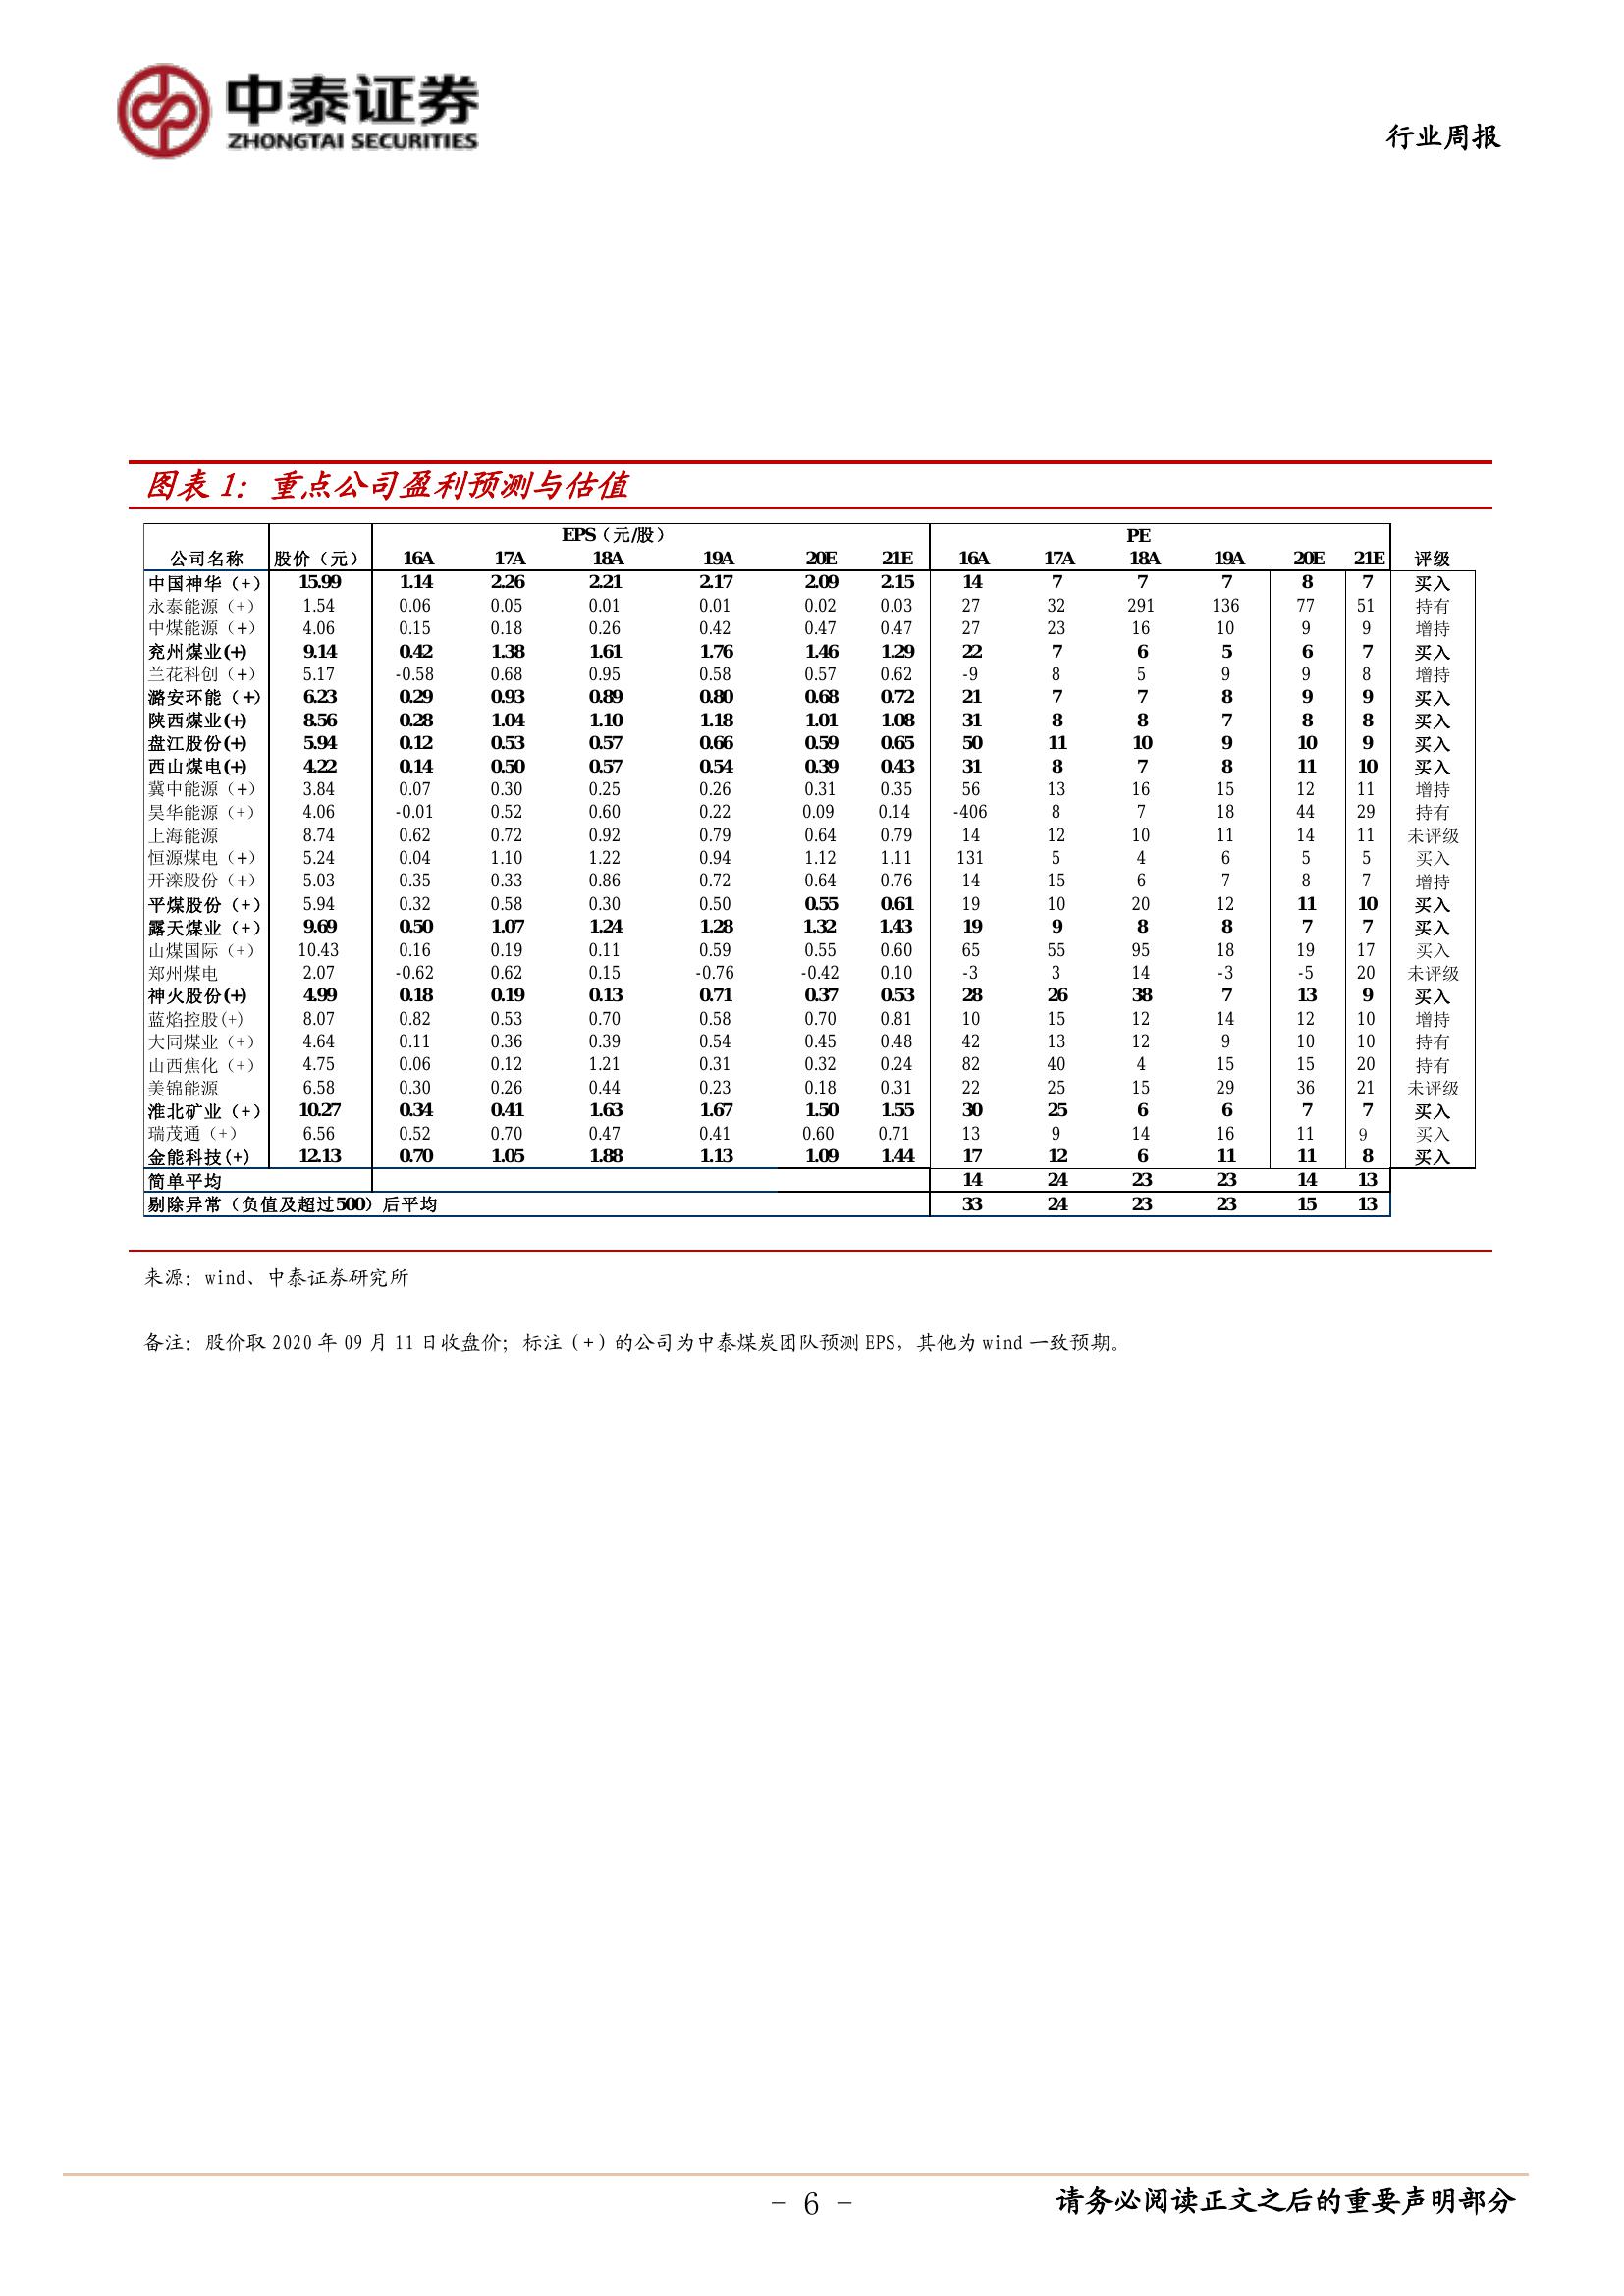 中泰证券
ZHONGTAI SECURITIES
行业周报
图表 1：重点公司盈利预测与估值
EPS（元/股） PE
公司名称 股价（元） 16A 17A 18A 19A 20E 21E 16A 17A 18A 19A 20E 21E 评级
中国神华（+） 15.99 1.14 2.26 2.21 2.17 2.09 2.15 14 7 7 7 8 7 买入
永泰能源（+） 1.54 0.06 0.05 0.01 0.01 0.02 0.03 27 32 291 136 77 51 持有
中煤能源（+） 4.06 0.15 0.18 0.26 0.42 0.47 0.47 27 23 16 10 9 9 增持
兖州煤业(+) 9.14 0.42 1.38 1.61 1.76 1.46 1.29 22 7 6 5 6 7 买入
兰花科创（+） 5.17 -0.58 0.68 0.95 0.58 0.57 0.62 -9 8 5 9 9 8 增持
潞安环能（+） 6.23 0.29 0.93 0.89 0.80 0.68 0.72 21 7 7 8 9 9 买入
陕西煤业(+) 8.56 0.28 1.04 1.10 1.18 1.01 1.08 31 8 8 7 8 8 买入
盘江股份(+) 5.94 0.12 0.53 0.57 0.66 0.59 0.65 50 11 10 9 10 9 买入
西山煤电(+) 4.22 0.14 0.50 0.57 0.54 0.39 0.43 31 8 7 8 11 10 买入
冀中能源（+） 3.84 0.07 0.30 0.25 0.26 0.31 0.35 56 13 16 15 12 11 增持
昊华能源（+） 4.06 -0.01 0.52 0.60 0.22 0.09 0.14 -406 8 7 18 44 29 持有
上海能源 8.74 0.62 0.72 0.92 0.79 0.64 0.79 14 12 10 11 14 11 未评级
恒源煤电（+） 5.24 0.04 1.10 1.22 0.94 1.12 1.11 131 5 4 6 5 5 买入
开滦股份（+） 5.03 0.35 0.33 0.86 0.72 0.64 0.76 14 15 6 7 8 7 增持
平煤股份（+） 5.94 0.32 0.58 0.30 0.50 0.55 0.61 19 10 20 12 11 10 买入
露天煤业（+） 9.69 0.50 1.07 1.24 1.28 1.32 1.43 19 9 8 8 7 7 买入
山煤国际（+） 10.43 0.16 0.19 0.11 0.59 0.55 0.60 65 55 95 18 19 17 买入
郑州煤电 2.07 -0.62 0.62 0.15 -0.76 -0.42 0.10 -3 3 14 -3 -5 20 未评级
神火股份(+) 4.99 0.18 0.19 0.13 0.71 0.37 0.53 28 26 38 7 13 9 买入
蓝焰控股(+) 8.07 0.82 0.53 0.70 0.58 0.70 0.81 10 15 12 14 12 10 增持
大同煤业（+） 4.64 0.11 0.36 0.39 0.54 0.45 0.48 42 13 12 9 10 10 持有
山西焦化（+） 4.75 0.06 0.12 1.21 0.31 0.32 0.24 82 40 4 15 15 20 持有
美锦能源 6.58 0.30 0.26 0.44 0.23 0.18 0.31 22 25 15 29 36 21 未评级
淮北矿业（+） 10.27 0.34 0.41 1.63 1.67 1.50 1.55 30 25 6 6 7 7 买入
瑞茂通（+） 6.56 0.52 0.70 0.47 0.41 0.60 0.71 13 9 14 16 11 9 买入
金能科技(+) 12.13 0.70 1.05 1.88 1.13 1.09 1.44 17 12 6 11 11 8 买入
简单平均 14 24 23 23 14 13
剔除异常（负值及超过500）后平均 33 24 23 23 15 13
来源：wind、中泰证券研究所
备注：股价取 2020 年 09 月 11 日收盘价；标注（+）的公司为中泰煤炭团队预测 EPS，其他为 wind 一致预期。
- 6 -
请务必阅读正文之后的重要声明部分